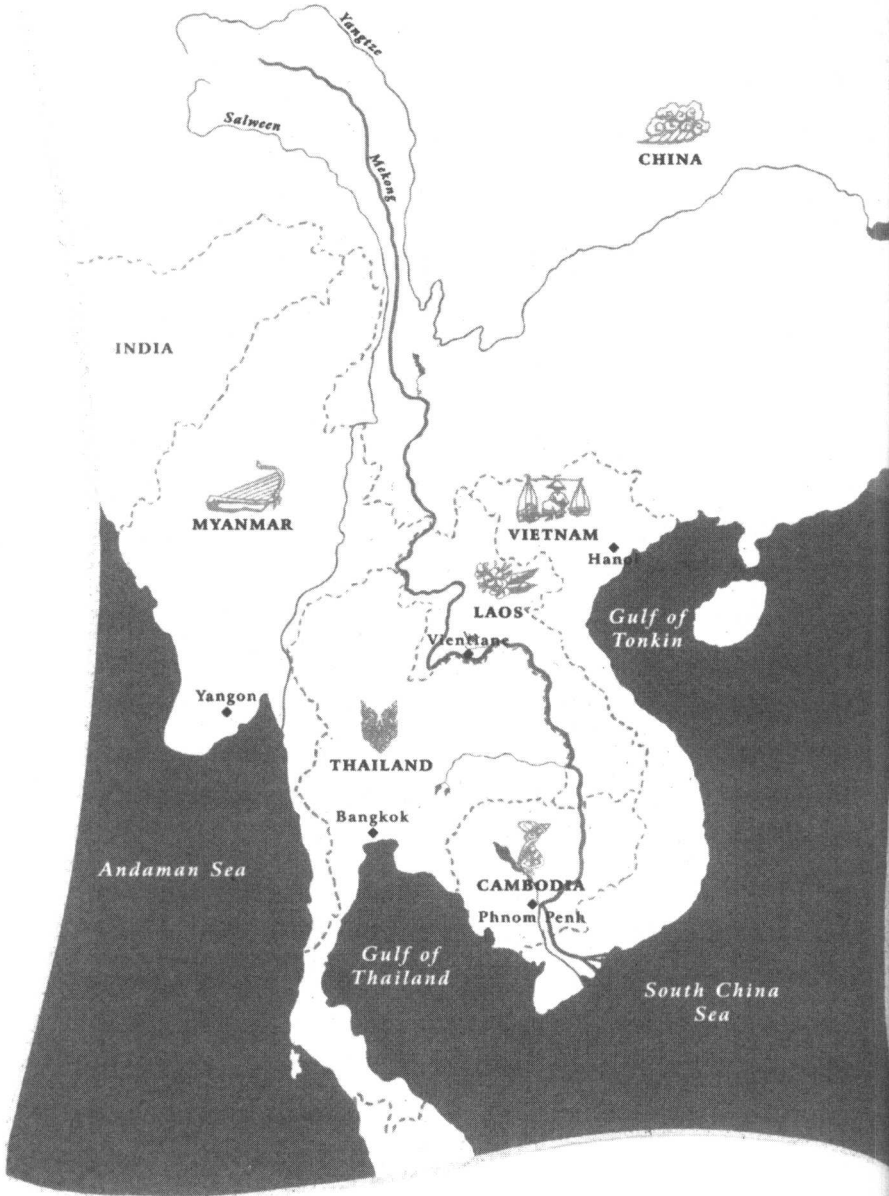 Yangtze
Salween
Mekong
CHINA
INDIA
MYANMAR
VIETNAM
Hanoi
LAOS
Gulf of
Tonkin
Vientiane
Yangon
THAILAND
Bangkok
Andaman Sea
CAMBODIA
Phnom Penh
Gulf of
Thailand
South China
Sea